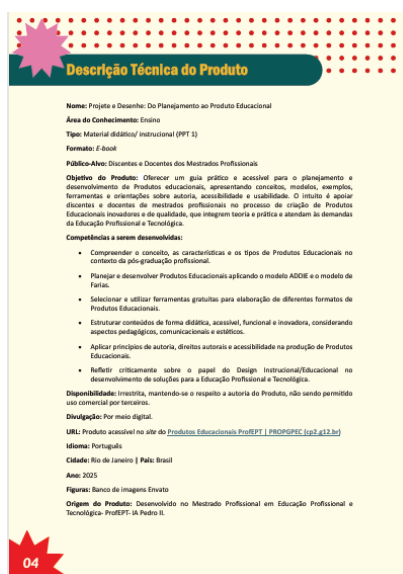 Descrição Técnica do Produto
Nome: Projete e Desenhe: Do Planejamento ao Produto Educacional
Área do Conhecimento: Ensino
Tipo: Material didático/ instrucional (PPT 1)
Formato: E-book
Público-Alvo: Discentes e Docentes dos Mestrados Profissionais
Objetivo do Produto: Oferecer um guia prático e acessível para o planejamento e
desenvolvimento de Produtos educacionais, apresentando conceitos, modelos, exemplos,
ferramentas e orientações sobre autoria, acessibilidade e usabilidade. O intuito é apoiar
discentes e docentes de mestrados profissionais no processo de criação de Produtos
Educacionais inovadores e de qualidade, que integrem teoria e prática e atendam às demandas
da Educação Profissional e Tecnológica.
Competências a serem desenvolvidas:
• Compreender o conceito, as características e os tipos de Produtos Educacionais no
contexto da pós-graduação profissional.
• Planejar e desenvolver Produtos Educacionais aplicando o modelo ADDIE e o modelo de
Farias.
• Selecionar e utilizar ferramentas gratuitas para elaboração de diferentes formatos de
Produtos Educacionais.
• Estruturar conteúdos de forma didática, acessível, funcional e inovadora, considerando
aspectos pedagógicos, comunicacionais e estéticos.
• Aplicar princípios de autoria, direitos autorais e acessibilidade na produção de Produtos
Educacionais.
• Refletir criticamente sobre o papel do Design Instrucional/Educacional no
desenvolvimento de soluções para a Educação Profissional e Tecnológica.
Disponibilidade: Irrestrita, mantendo-se o respeito a autoria do Produto, não sendo permitido
uso comercial por terceiros.
Divulgação: Por meio digital.
URL: Produto acessível no site do Produtos Educacionais ProfEPT | PROPGPEC (cp2.g12.br)
Idioma: Português
Cidade: Rio de Janeiro | País: Brasil
Ano: 2025
Figuras: Banco de imagens Envato
Origem do Produto: Desenvolvido no Mestrado Profissional em Educação Profissional e
Tecnológica- ProfEPT- IA Pedro II.
04